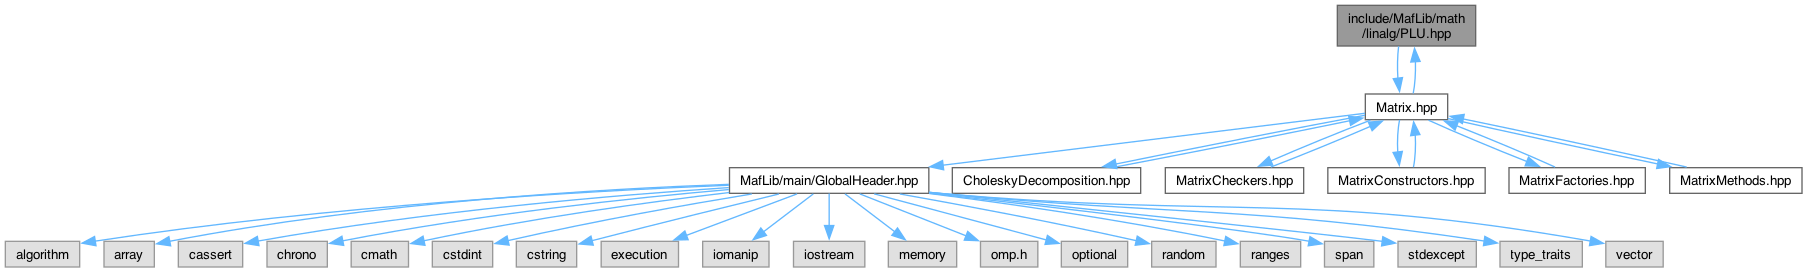 include/MafLib/math
/linalg/PLU.hpp
Matrix.hpp
MafLib/main/GlobalHeader.hpp
CholeskyDecomposition.hpp
MatrixCheckers.hpp
MatrixConstructors.hpp
MatrixFactories.hpp
MatrixMethods.hpp
algorithm
array
cassert
chrono
cmath
cstdint
cstring
execution
iomanip
iostream
memory
omp.h
optional
random
ranges
span
stdexcept
type_traits
vector